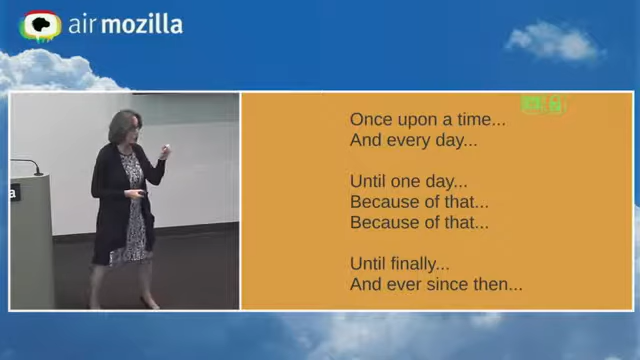 air mozilla
Once upon a time...
And every day...
Until one day...
Because of that...
Because of that...
Until finally...
And ever since then...
a